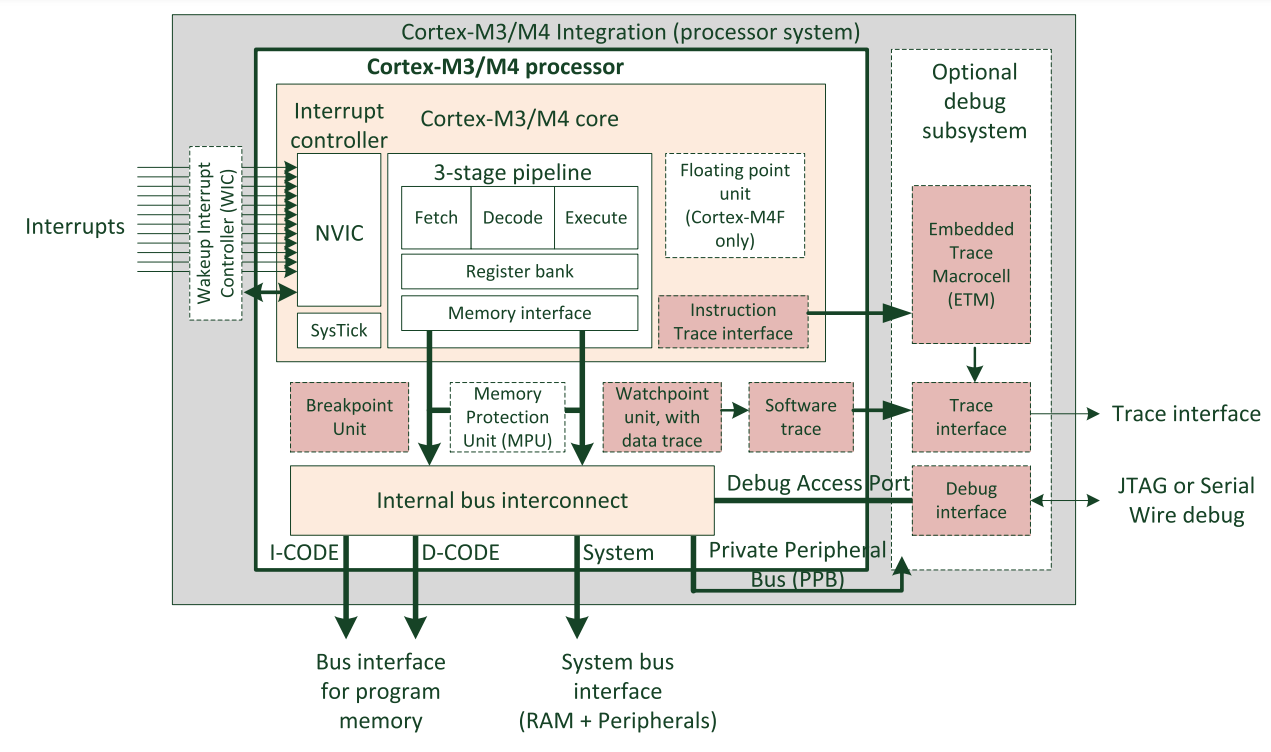 Cortex-M3/M4 Integration (processor system)
Cortex-M3/M4 processor
Optional
debug
subsystem
Interrupt
controller
Cortex-M3/M4 core
Interrupts
Wakeup Interrupt
Controller (WIC)
NVIC
SysTick
3-stage pipeline
Fetch
Decode
Execute
Register bank
Memory interface
Floating point
unit
(Cortex-M4F
only)
Instruction
Trace interface
Embedded
Trace
Macrocell
(ETM)
Breakpoint
Unit
Memory
Protection
Unit (MPU)
Watchpoint
unit, with
data trace
Software
trace
Trace
interface
Trace interface
Internal bus interconnect
Debug Access Port
Debug
interface
JTAG or Serial
Wire debug
I-CODE
D-CODE
System
Private Peripheral
Bus (PPB)
Bus interface
for program
memory
System bus
interface
(RAM + Peripherals)